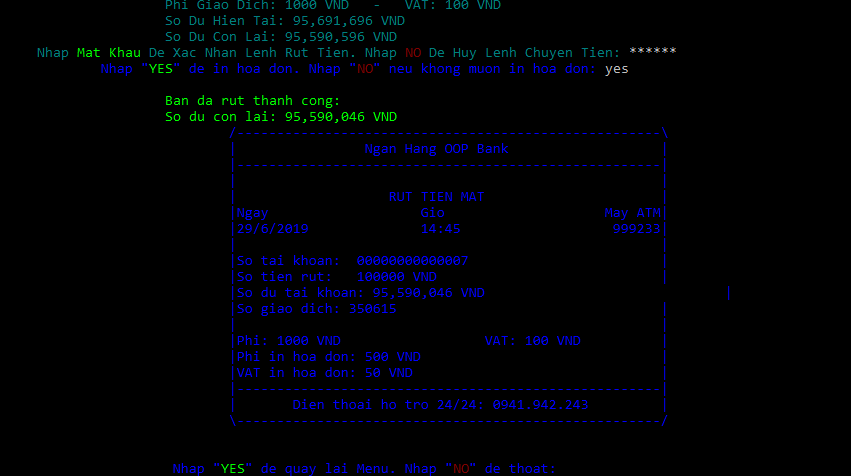 Phi Giao Dich: 1000 VND - VAT: 100 VND
So Du Hien Tai: 95,691,696 VND
So Du Con Lai: 95,590,596 VND
Nhap Mat Khau De Xac Nhan Lenh Rut Tien. Nhap NO De Huy Lenh Chuyen Tien: ******
Nhap "YES" de in hoa don. Nhap "NO" neu khong muon in hoa don: yes
Ban da rut thanh cong:
So du con lai: 95,590,046 VND
/-----------------------------------------------------\
| Ngan Hang OOP Bank |
|-----------------------------------------------------|
| |
| RUT TIEN MAT |
|Ngay Gio May ATM|
|29/6/2019 14:45 999233|
| |
|So tai khoan: 00000000000007 |
|So tien rut: 100000 VND |
|So du tai khoan: 95,590,046 VND |
|So giao dich: 350615 |
| |
|Phi: 1000 VND VAT: 100 VND |
|Phi in hoa don: 500 VND |
|VAT in hoa don: 50 VND |
|-----------------------------------------------------|
| Dien thoai ho tro 24/24: 0941.942.243 |
\-----------------------------------------------------/
Nhap "YES" de quay lai Menu. Nhap "NO" de thoat: